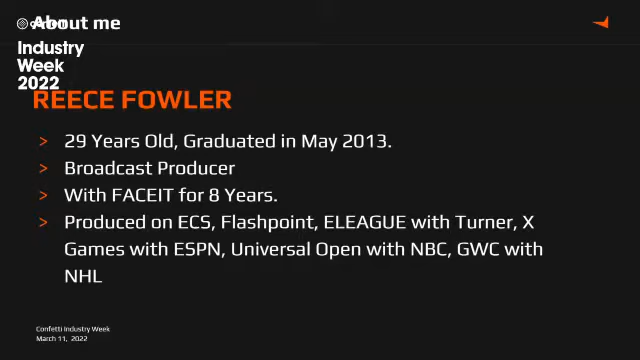 About me
Industry
Week
2022
REECE FOWLER
> 29 Years Old, Graduated in May 2013.
> Broadcast Producer
> With FACEIT for 8 Years.
> Produced on ECS, Flashpoint, ELEAGUE with Turner, X
Games with ESPN, Universal Open with NBC, GWC with
NHL
Confetti Industry Week
March 11, 2022